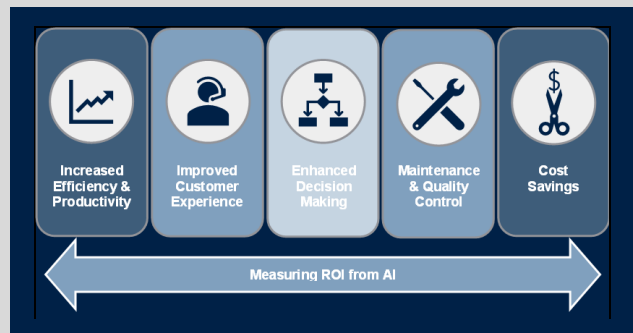 Increased
Efficiency &
Productivity
Improved
Customer
Experience
Enhanced
Decision
Making
Maintenance
& Quality
Control
$
Cost
Savings
Measuring ROI from AI